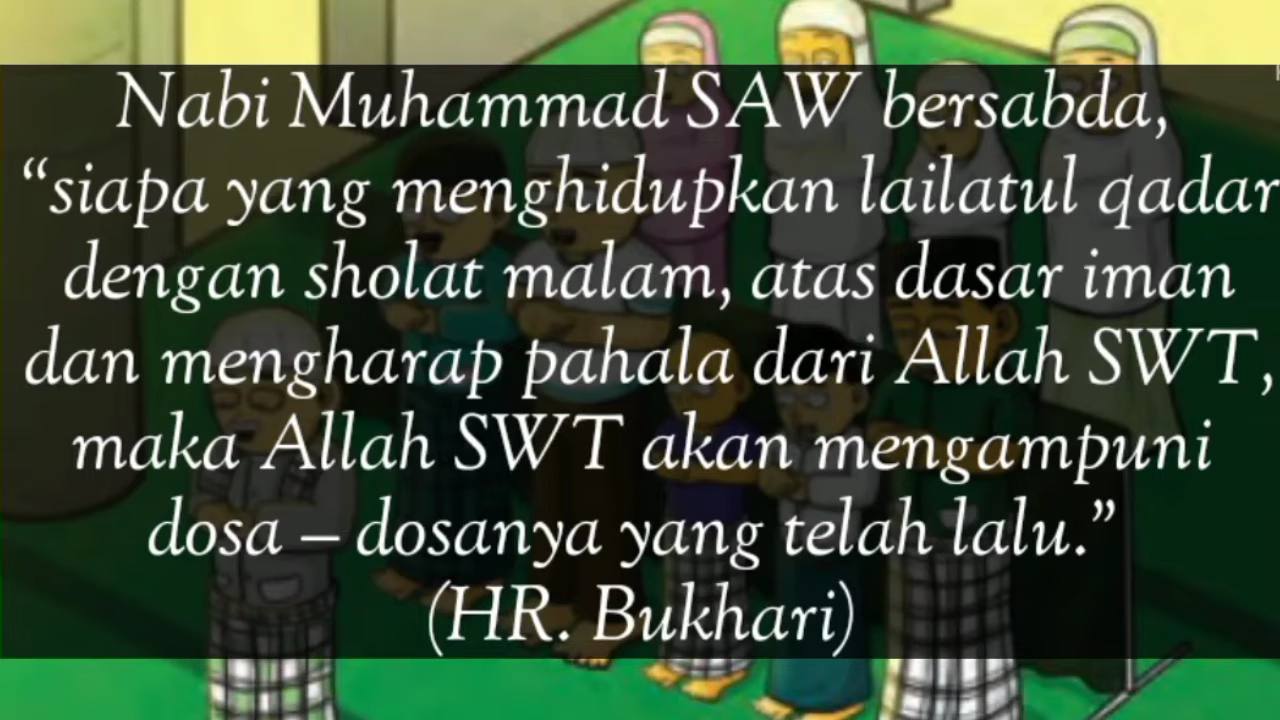 Nabi Muhammad SAW bersabda,
“siapa yang menghidupkan lailatul qadar
dengan sholat malam, atas dasar iman
dan mengharap pahala dari Allah SWT,
maka Allah SWT akan mengampuni
dosa – dosanya yang telah lalu.”
(HR. Bukhari)